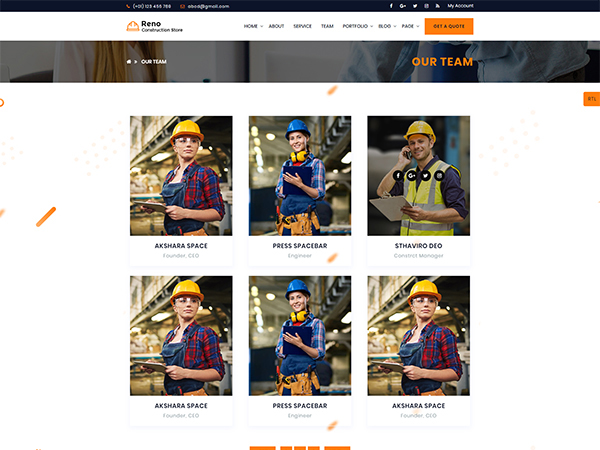 (+01) 123 456 789 abcd@gmail.com My Account
Reno
Construction Store
HOME ABOUT SERVICE TEAM PORTFOLIO BLOG PAGE GET A QUOTE
OUR TEAM
OUR TEAM
RTL
AKSHARA SPACE
Founder, CEO
PRESS SPACEBAR
Engineer
STHAVIRO DEO
Constrist Manager
AKSHARA SPACE
Founder, CEO
PRESS SPACEBAR
Engineer
AKSHARA SPACE
Founder, CEO